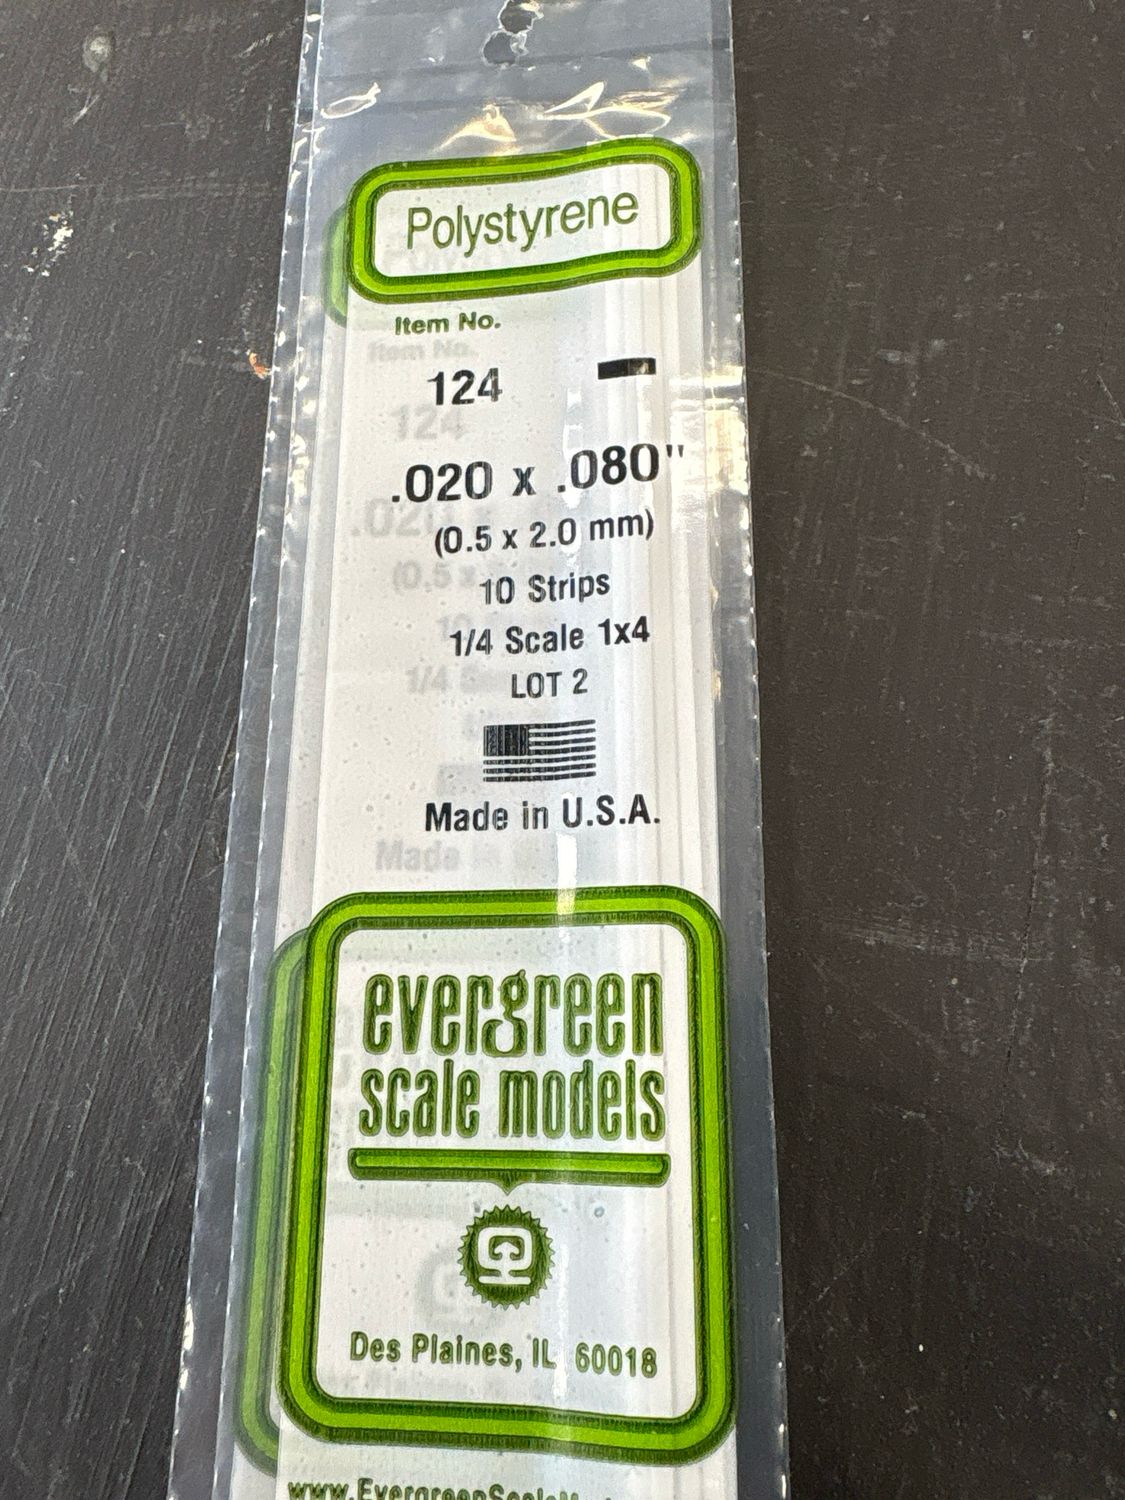 Polystyrene
Item No.
124
.020 x .080"
(0.5 x 2.0 mm)
10 Strips
1/4 Scale 1x4
LOT 2
Made in U.S.A.
evergreen
scale models
Des Plaines, IL 60018